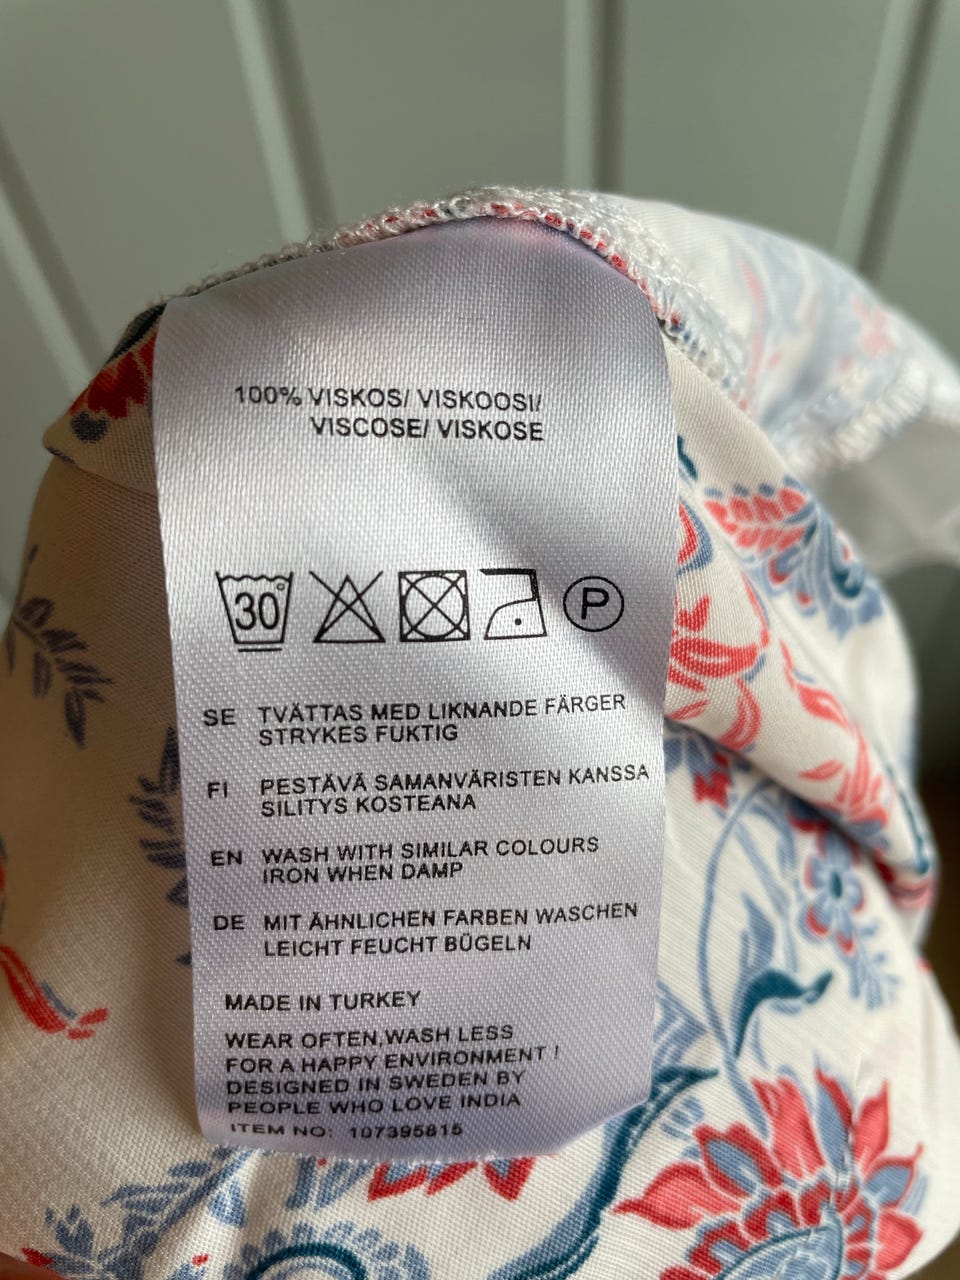 100% VISKOS/ VISKOOSI/
VISCOSE/ VISKOSE
30°
P
SE TVÄTTAS MED LIKNANDE FÄRGER
STRYKES FUKTIG
FI PESTÄVÄ SAMANVÄRISTEN KANSSA
SILITYS KOSTEANA
EN WASH WITH SIMILAR COLOURS
IRON WHEN DAMP
DE MIT ÄHNLICHEN FARBEN WASCHEN
LEICHT FEUCHT BÜGELN
MADE IN TURKEY
WEAR OFTEN,WASH LESS
FOR A HAPPY ENVIRONMENT !
DESIGNED IN SWEDEN BY
PEOPLE WHO LOVE INDIA
ITEM NO: 107395815